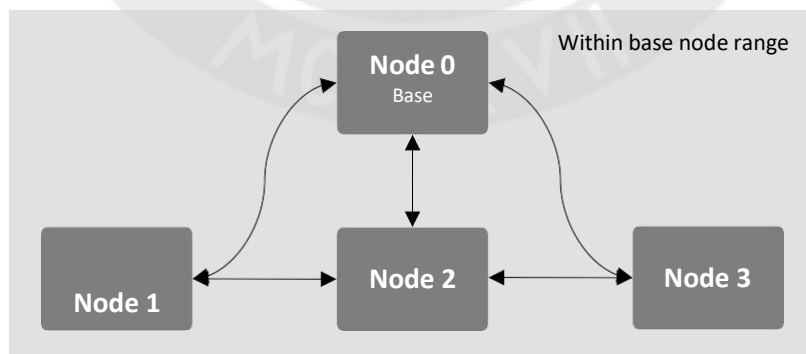 Within base node range
Node 0
Base
Node 1
Node 2
Node 3